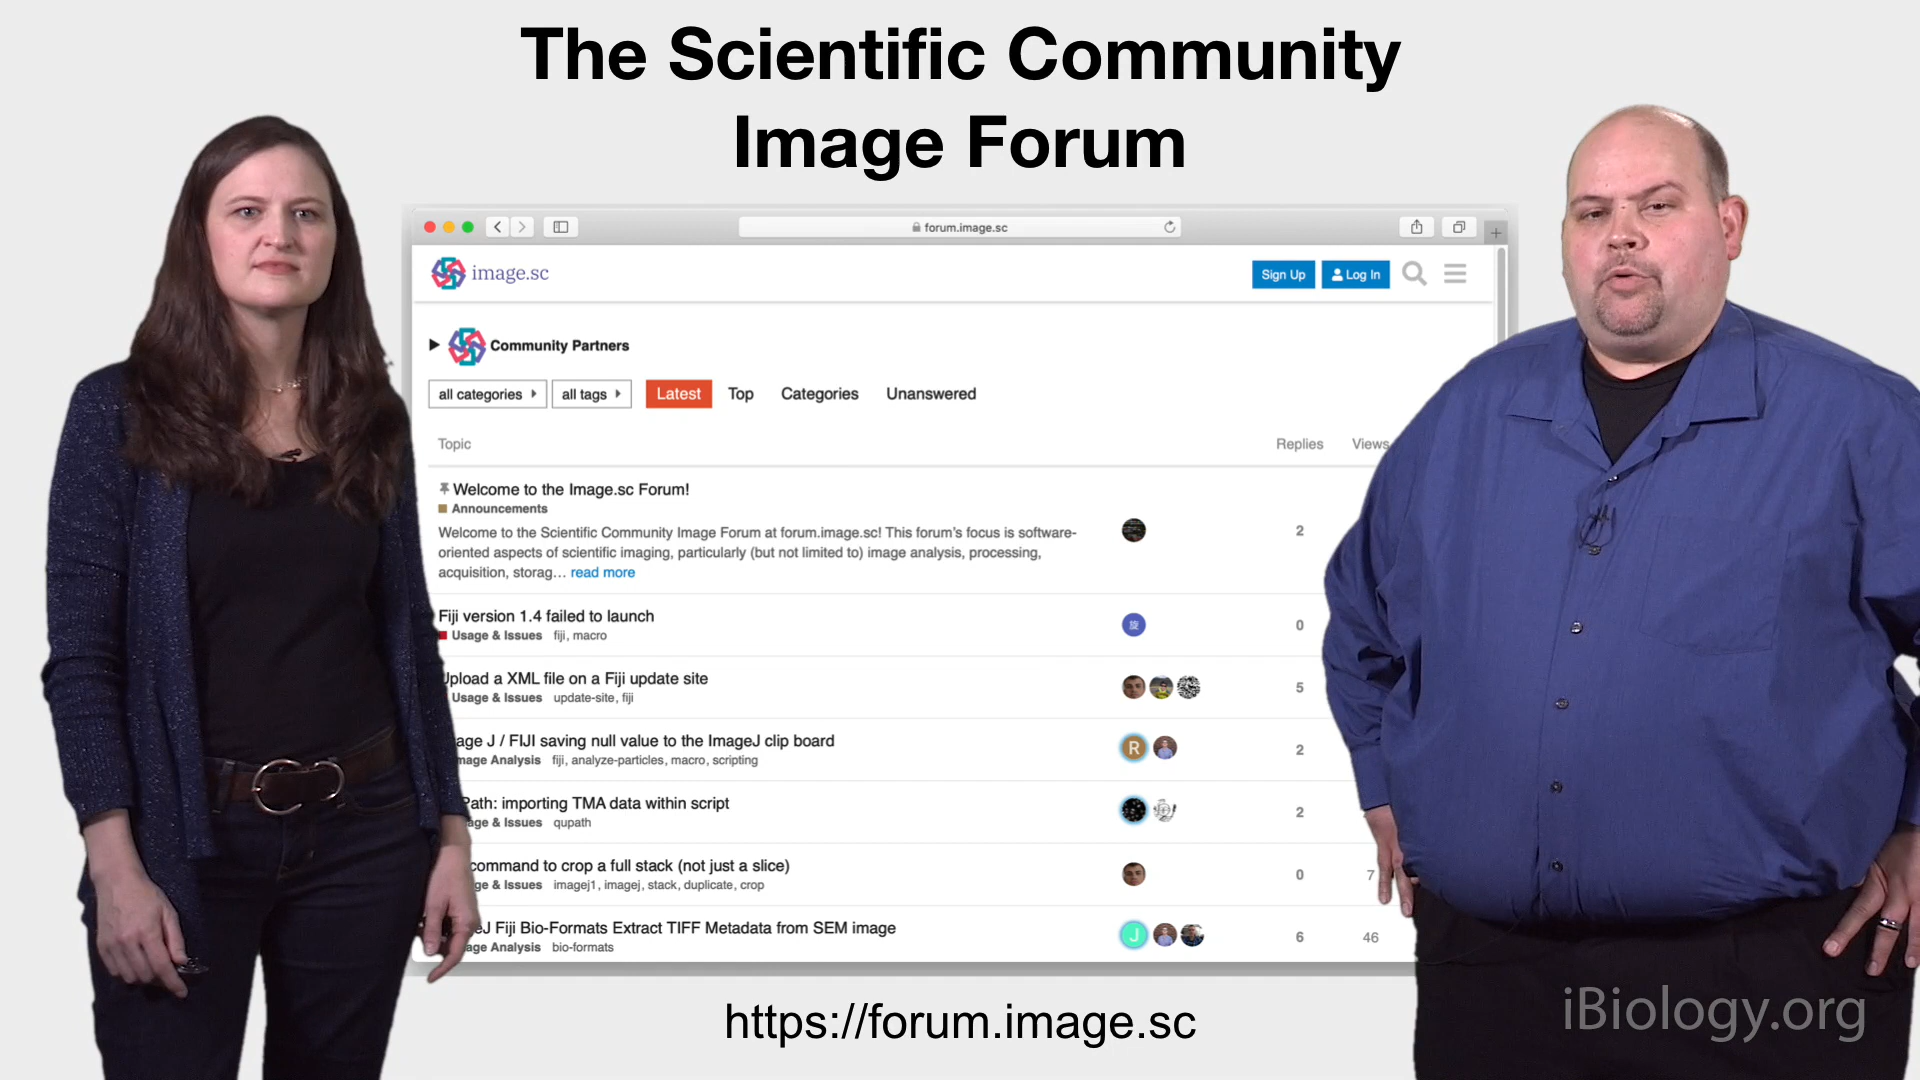 The Scientific Community
Image Forum
forum.image.sc
image.sc
Sign Up
Log In
Community Partners
all categories
all tags
Latest
Top
Categories
Unanswered
Topic
Replies
Views
Welcome to the Image.sc Forum!
Announcements
Welcome to the Scientific Community Image Forum at forum.image.sc! This forum's focus is software-
oriented aspects of scientific imaging, particularly (but not limited to) image analysis, processing,
acquisition, storag... read more
2
Fiji version 1.4 failed to launch
Usage & Issues fiji, macro
0
Upload a XML file on a Fiji update site
Usage & Issues update-site, fiji
5
age J / FIJI saving null value to the ImageJ clip board
mage Analysis fiji, analyze-particles, macro, scripting
R
2
Path: importing TMA data within script
age & Issues qupath
2
command to crop a full stack (not just a slice)
ge & Issues imagej1, imagej, stack, duplicate, crop
0
7
eJ Fiji Bio-Formats Extract TIFF Metadata from SEM image
age Analysis bio-formats
J
6
46
https://forum.image.sc
iBiology.org